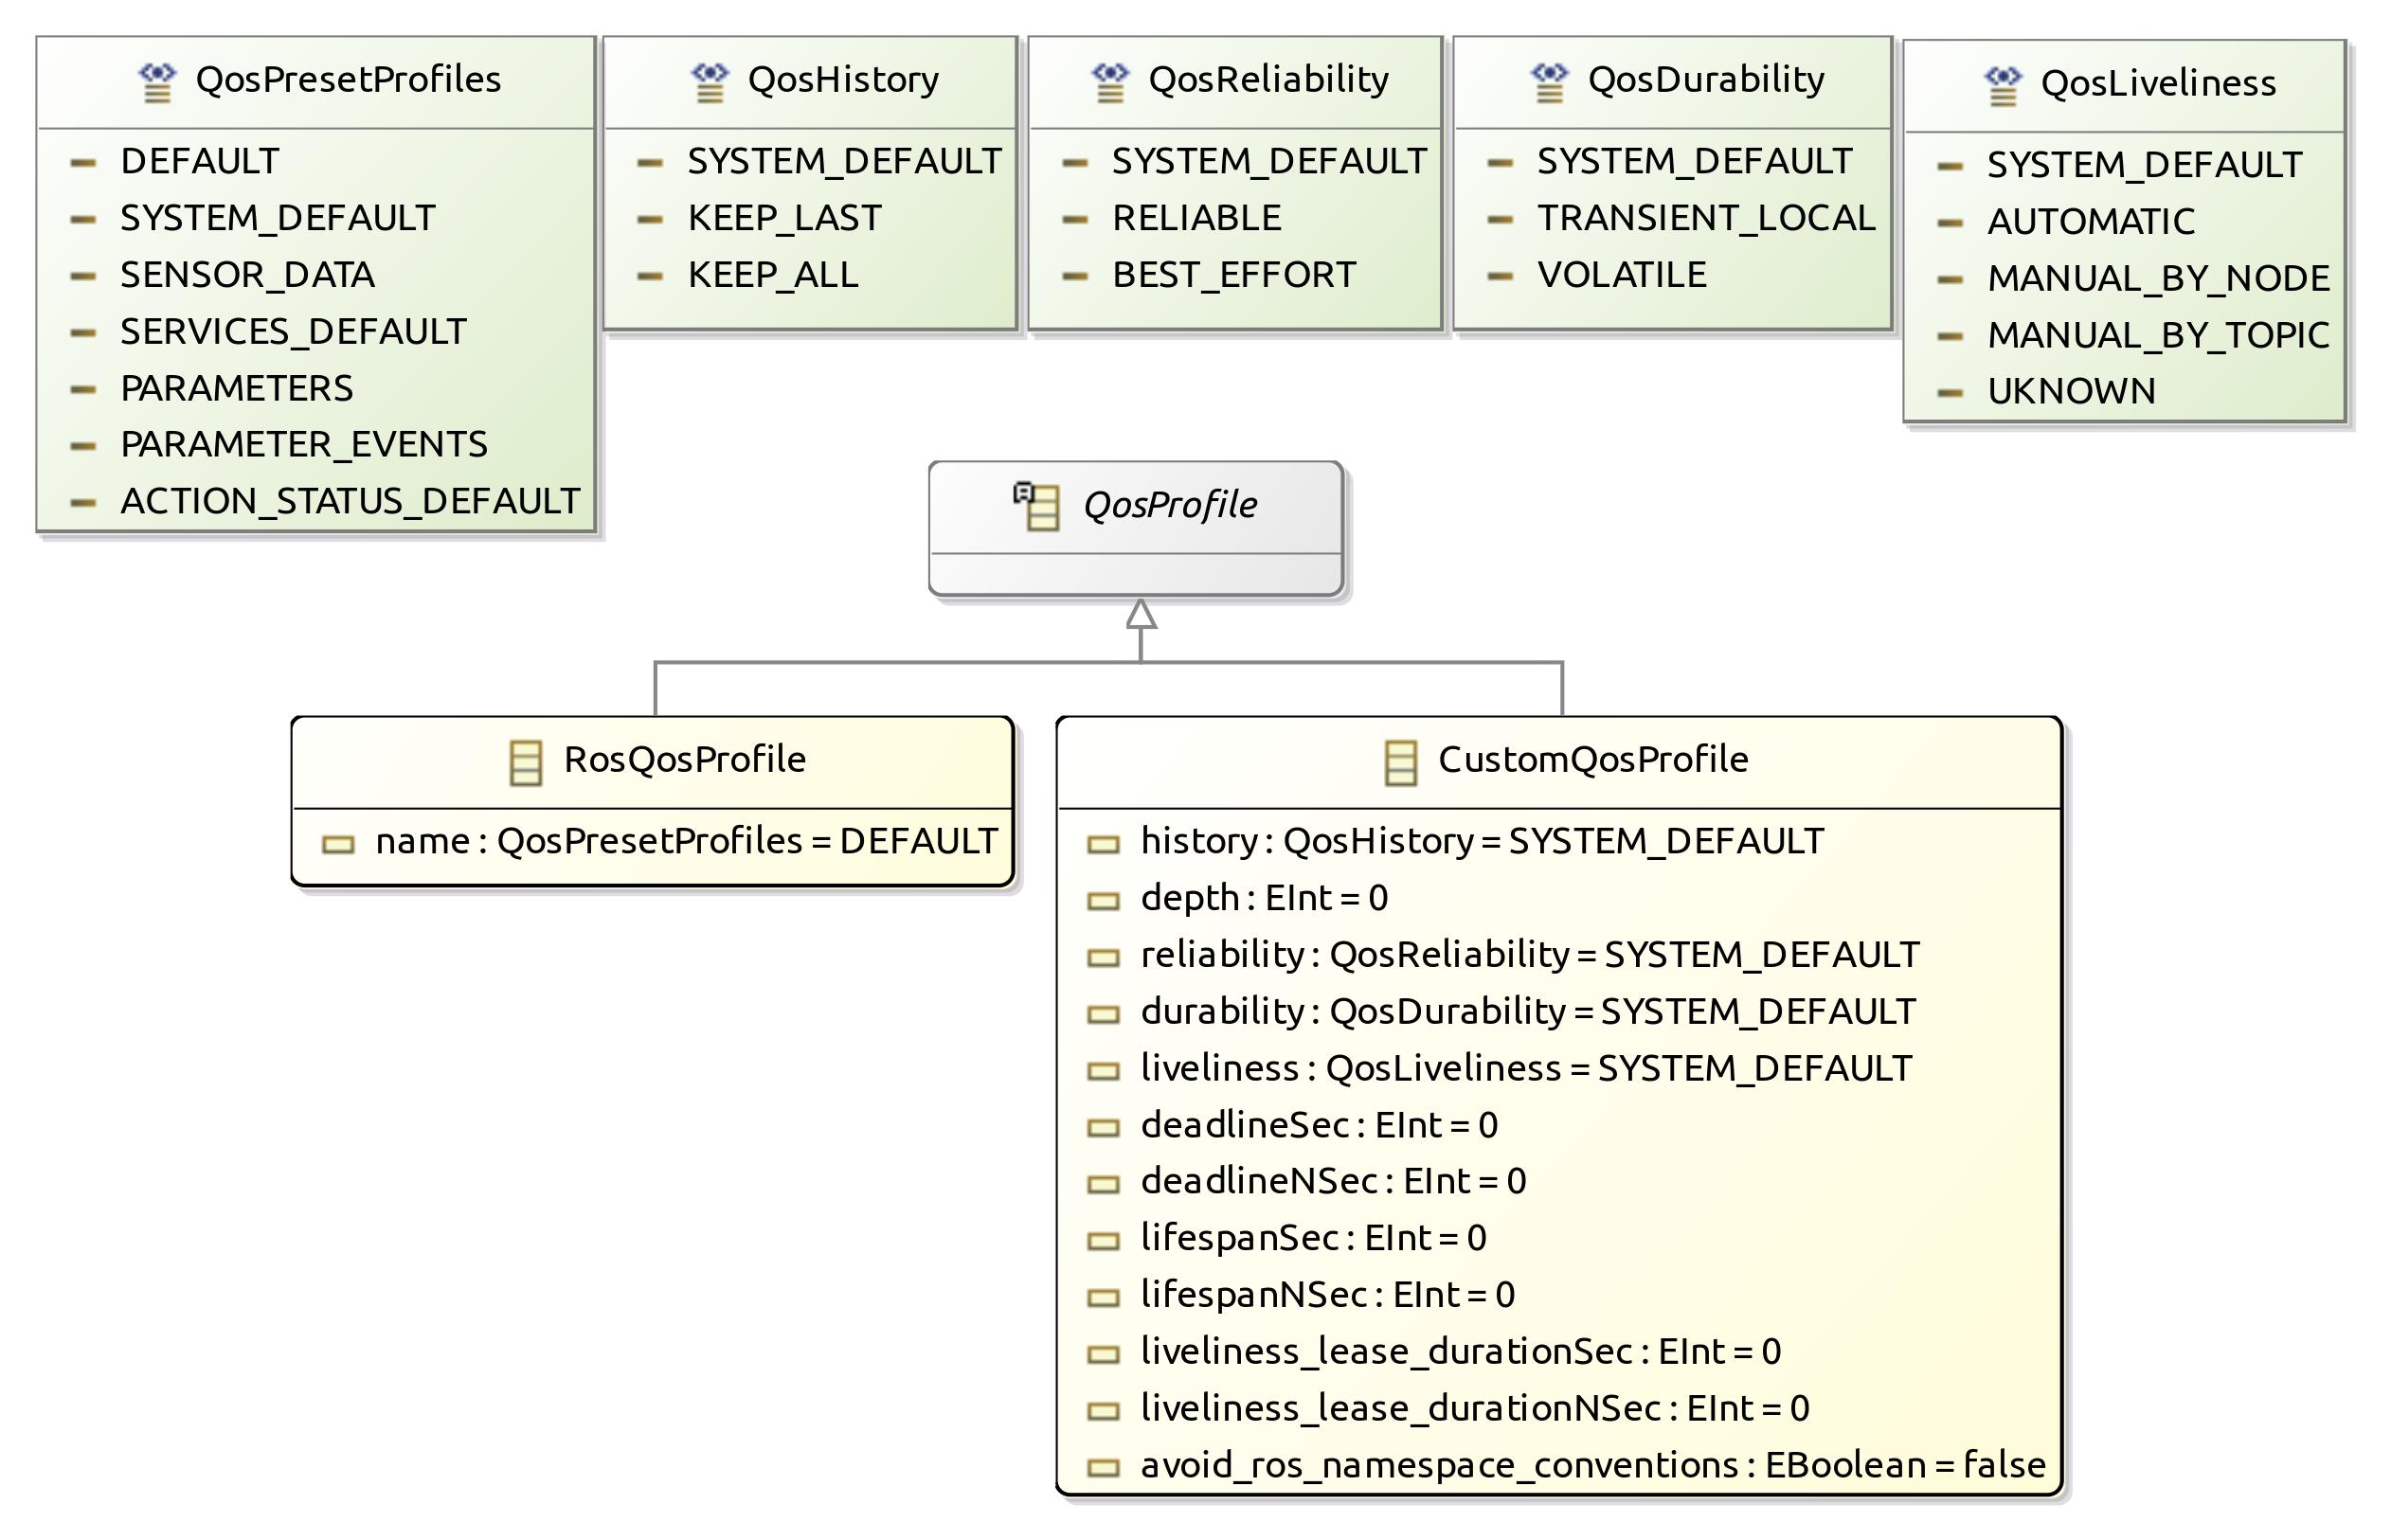 QosPresetProfiles
DEFAULT
SYSTEM_DEFAULT
SENSOR_DATA
SERVICES_DEFAULT
PARAMETERS
PARAMETER_EVENTS
ACTION_STATUS_DEFAULT
QosHistory
SYSTEM_DEFAULT
KEEP_LAST
KEEP_ALL
QosReliability
SYSTEM_DEFAULT
RELIABLE
BEST_EFFORT
QosDurability
SYSTEM_DEFAULT
TRANSIENT_LOCAL
VOLATILE
QosLiveliness
SYSTEM_DEFAULT
AUTOMATIC
MANUAL_BY_NODE
MANUAL_BY_TOPIC
UKNOWN
QosProfile
RosQosProfile
name : QosPresetProfiles = DEFAULT
CustomQosProfile
history : QosHistory = SYSTEM_DEFAULT
depth : EInt = 0
reliability : QosReliability = SYSTEM_DEFAULT
durability : QosDurability = SYSTEM_DEFAULT
liveliness : QosLiveliness = SYSTEM_DEFAULT
deadlineSec : EInt = 0
deadlineNSec : EInt = 0
lifespanSec : EInt = 0
lifespanNSec : EInt = 0
liveliness_lease_durationSec : EInt = 0
liveliness_lease_durationNSec : EInt = 0
avoid_ros_namespace_conventions : EBoolean = false